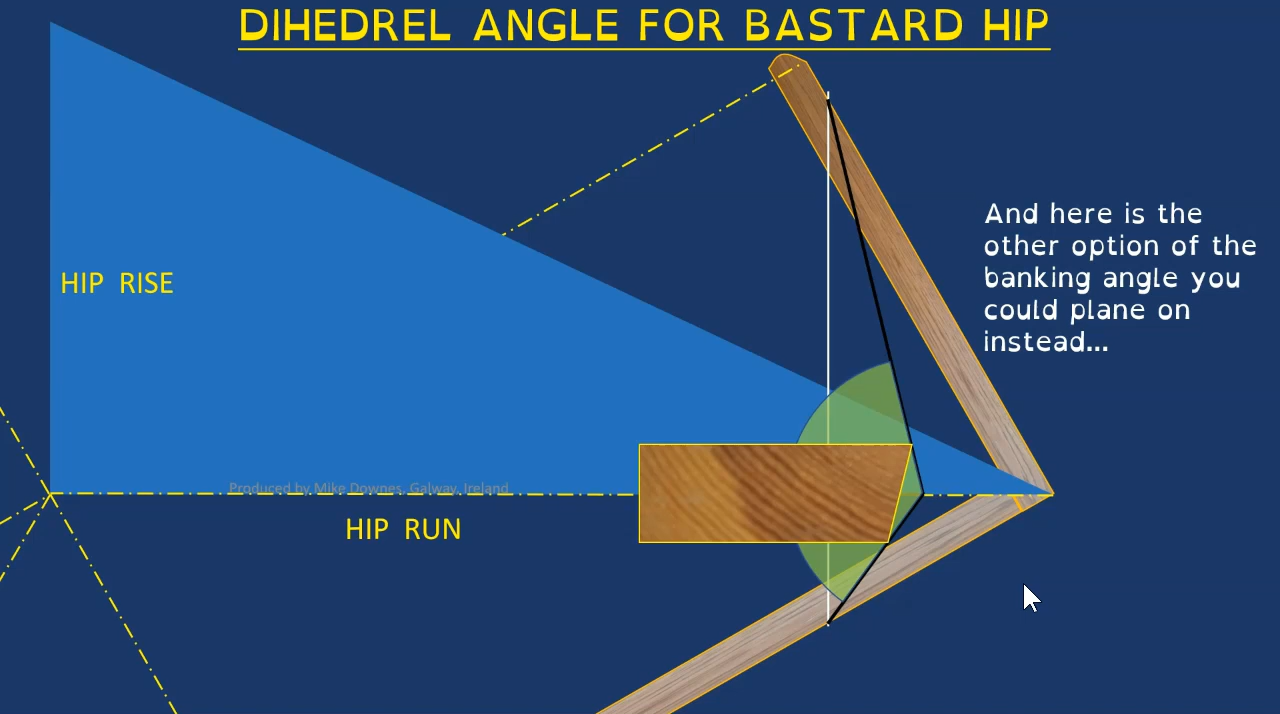 DIHEDREL ANGLE FOR BASTARD HIP
And here is the
other option of the
banking angle you
could plane on
instead...
HIP RISE
Produced by Mike Downes, Galway, Ireland
HIP RUN